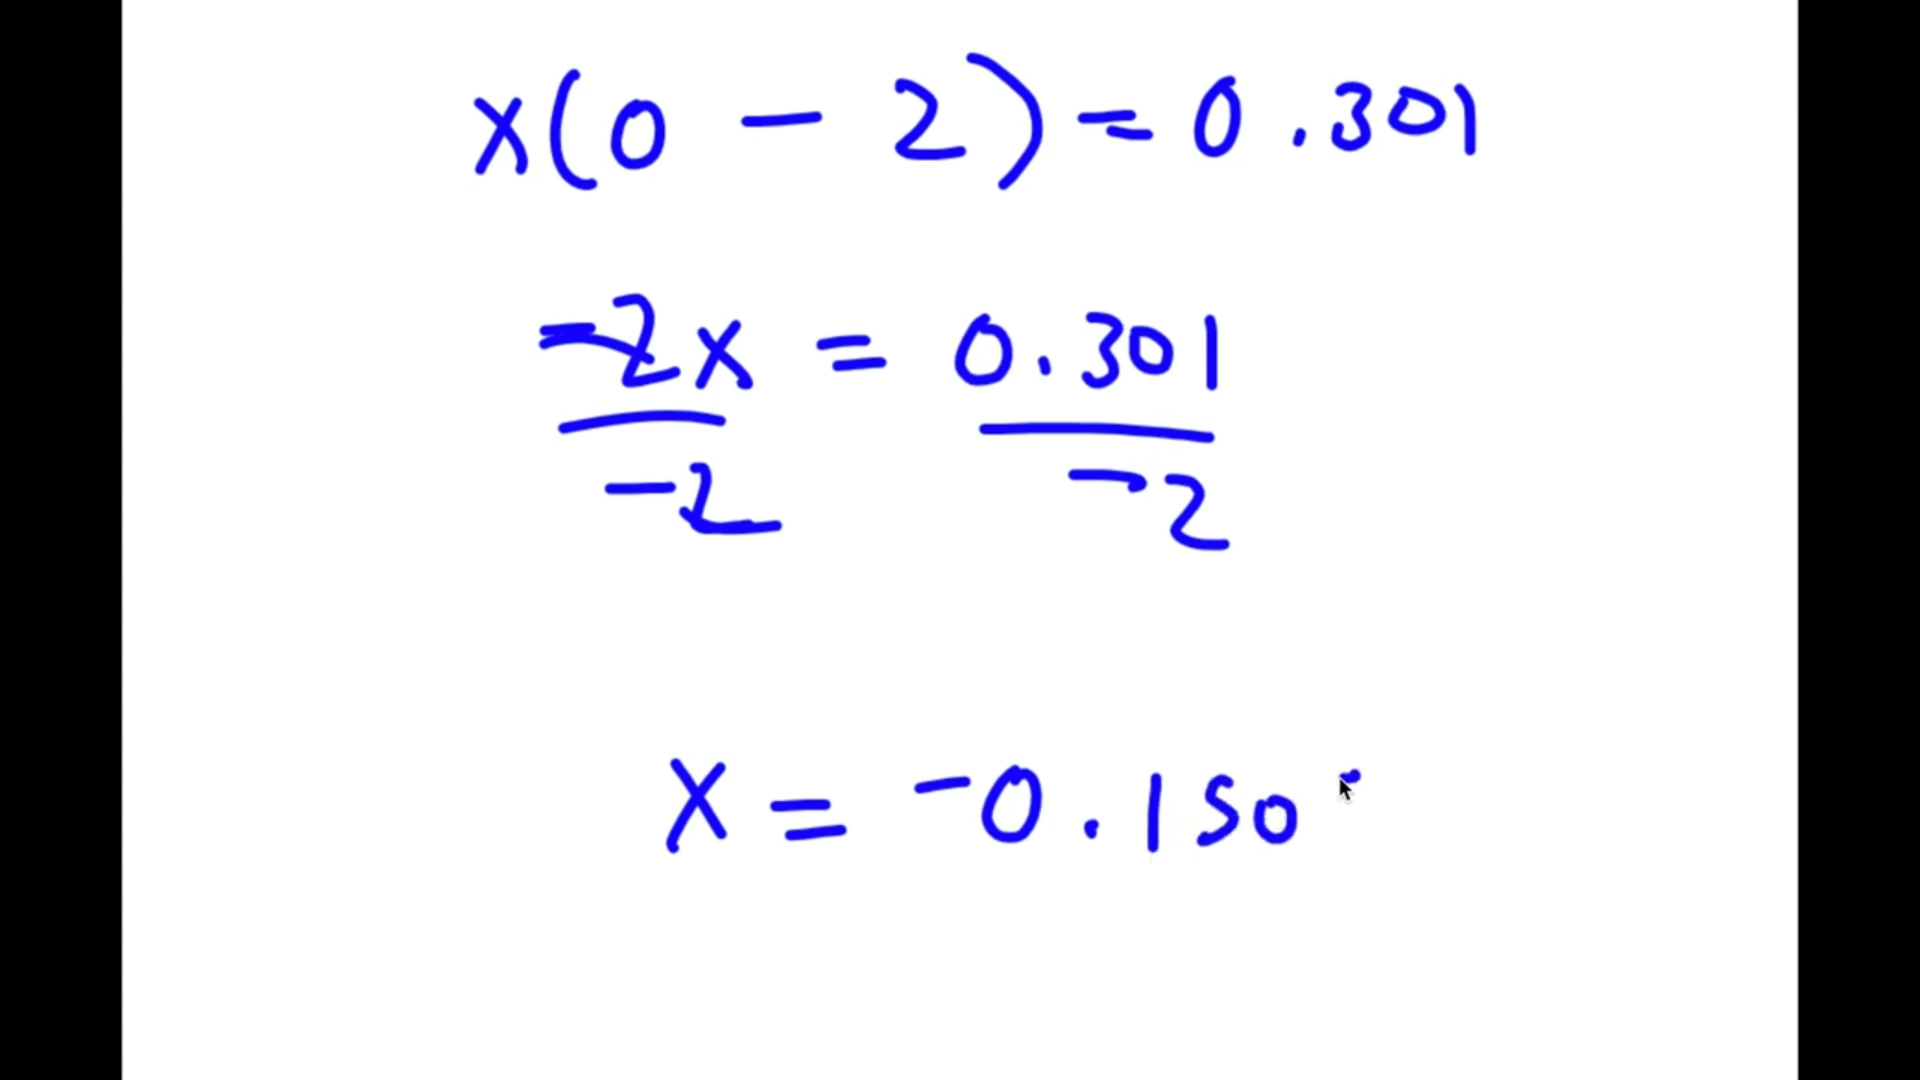 x(0 - 2) = 0.301
-2x = 0.301
-2 -2
x = -0.150